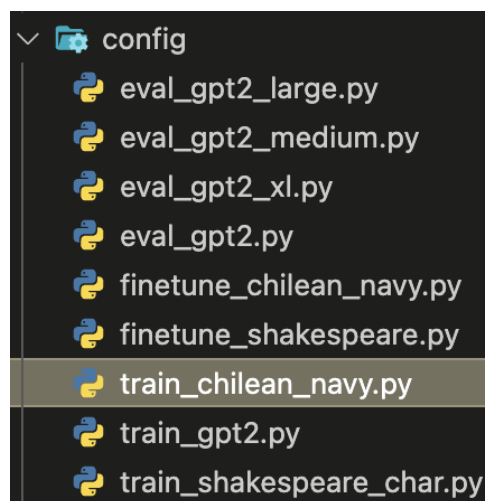 config
eval_gpt2_large.py
eval_gpt2_medium.py
eval_gpt2_xl.py
eval_gpt2.py
finetune_chilean_navy.py
finetune_shakespeare.py
train_chilean_navy.py
train_gpt2.py
train_shakespeare_char.py